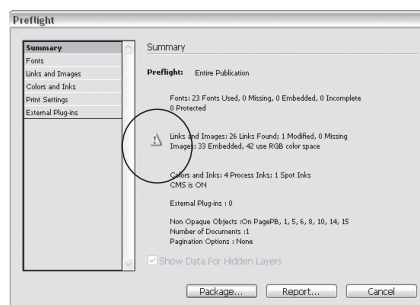 Preflight
Summary
Fonts
Links and Images
Colors and Inks
Print Settings
External Plug-ins
Summary
Preflight: Entire Publication
Fonts: 23 Fonts Used, 0 Missing, 0 Embedded, 0 Incomplete
0 Protected
Links and Images: 26 Links Found; 1 Modified, 0 Missing
Images: 33 Embedded, 42 use RGB color space
Colors and Inks: 4 Process Inks; 1 Spot Inks
CMS is ON
External Plug-ins : 0
Non Opaque Objects :On PagePB, 1, 5, 6, 8, 10, 14, 15
Number of Documents :1
Pagination Options : None
Show Data For Hidden Layers
Package...
Report...
Cancel